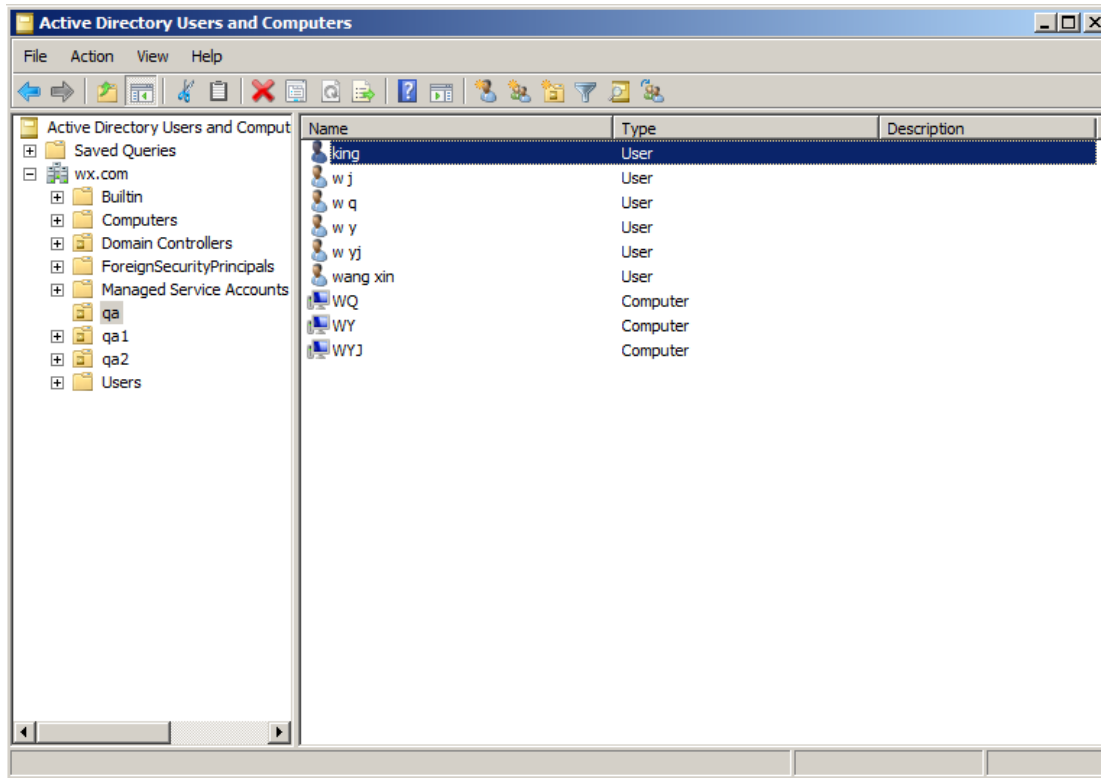 Active Directory Users and Computers
File Action View Help
Active Directory Users and Comput
Saved Queries
wx.com
Builtin
Computers
Domain Controllers
ForeignSecurityPrincipals
Managed Service Accounts
qa
qa1
qa2
Users
Name Type Description
king User
w j User
w q User
w y User
w yj User
wang xin User
WQ Computer
WY Computer
WYJ Computer